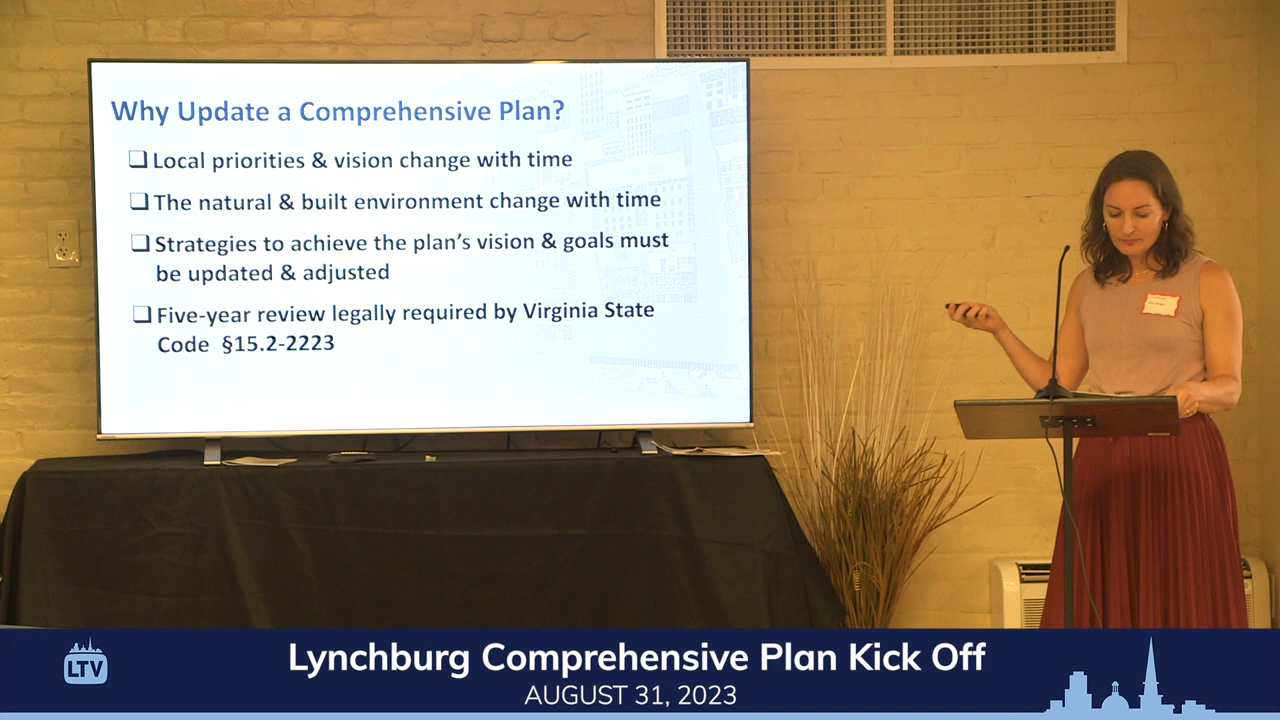 Why Update a Comprehensive Plan?
❑ Local priorities & vision change with time
❑ The natural & built environment change with time
❑ Strategies to achieve the plan's vision & goals must
be updated & adjusted
❑ Five-year review legally required by Virginia State
Code §15.2-2223
LTV
Lynchburg Comprehensive Plan Kick Off
AUGUST 31, 2023